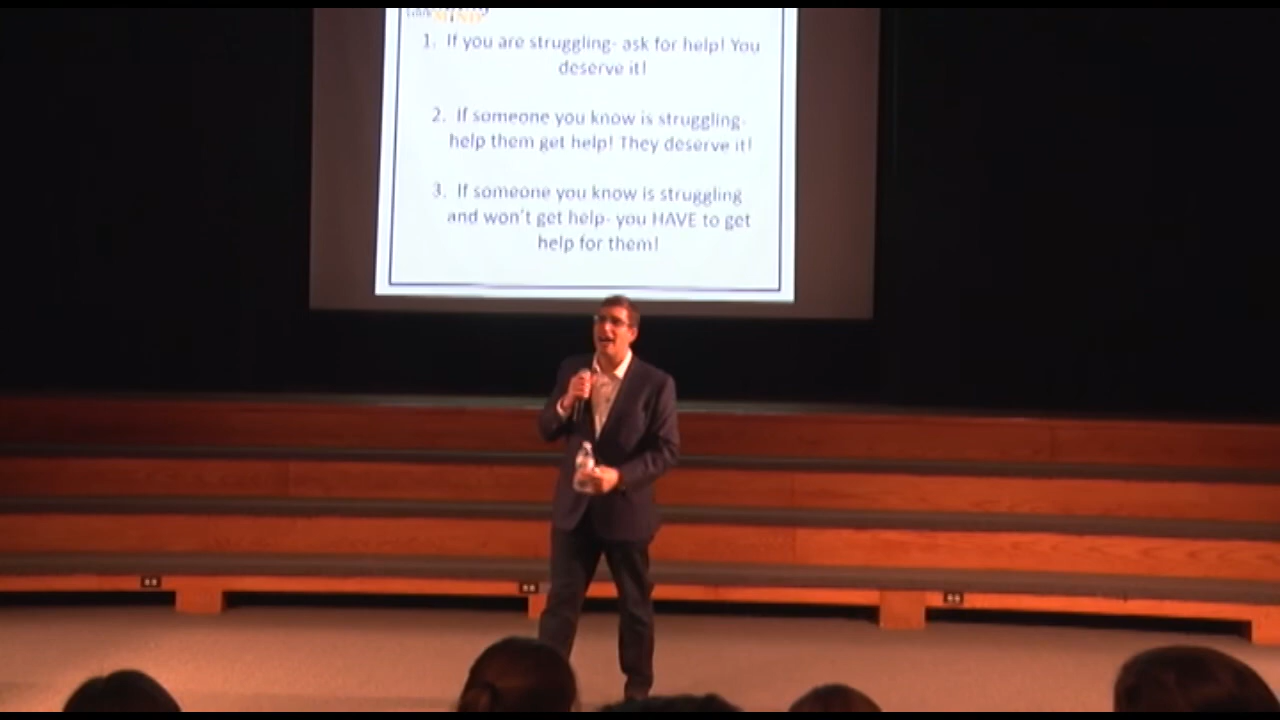 MIND
1. If you are struggling- ask for help! You
deserve it!
2. If someone you know is struggling-
help them get help! They deserve it!
3. If someone you know is struggling
and won't get help- you HAVE to get
help for them!